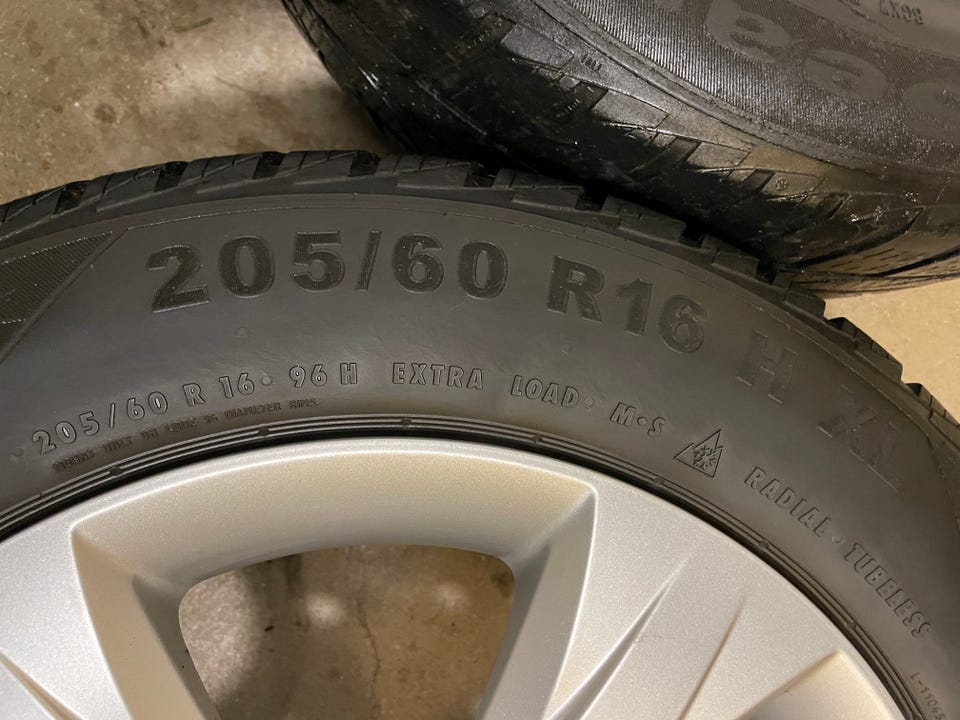 205/60 R16 H XL
205/60 R 16 96 H EXTRA LOAD M•S RADIAL TUBELESS